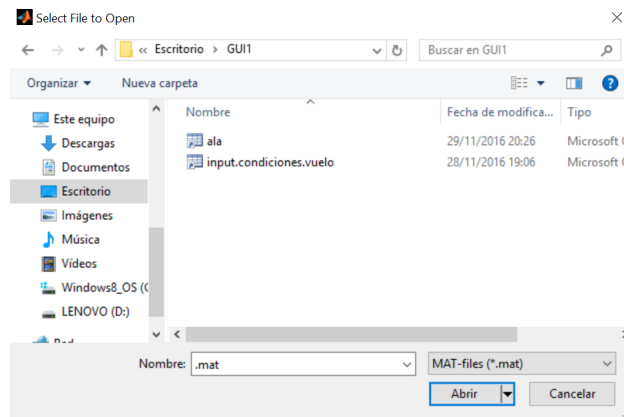 Select File to Open
« Escritorio > GUI1
Buscar en GUI1
Organizar
Nueva carpeta
Nombre
Fecha de modifica...
Tipo
Este equipo
Descargas
Documentos
Escritorio
Imágenes
Música
Vídeos
Windows8_OS (C
LENOVO (D:)
ala
29/11/2016 20:26
Microsoft
input.condiciones.vuelo
28/11/2016 19:06
Microsoft
Nombre:
.mat
MAT-files (*.mat)
Abrir
Cancelar